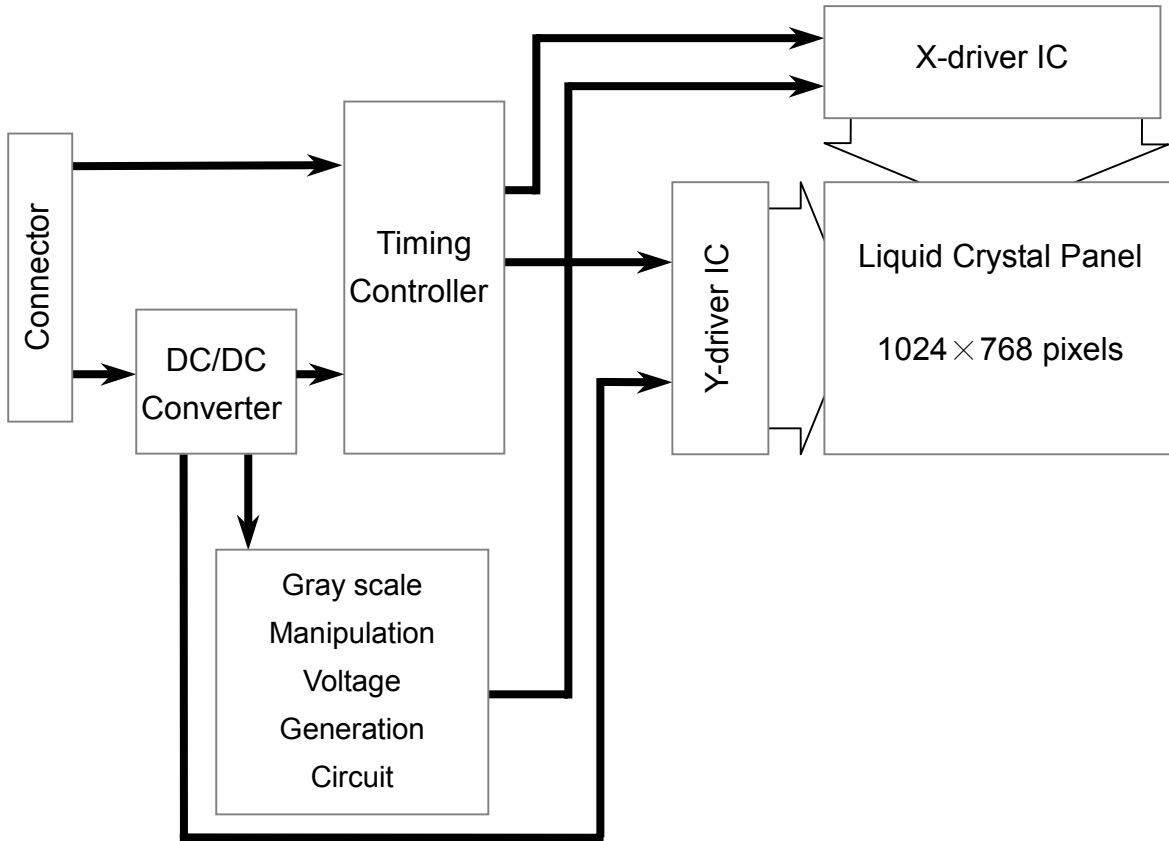 X-driver IC
Connector
Timing
Controller
Y-driver IC
Liquid Crystal Panel
1024×768 pixels
DC/DC
Converter
Gray scale
Manipulation
Voltage
Generation
Circuit